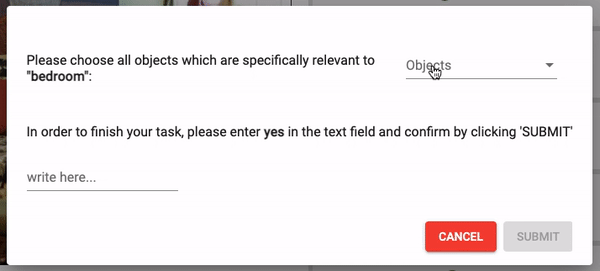 Please choose all objects which are specifically relevant to
"bedroom":
Objects
In order to finish your task, please enter yes in the text field and confirm by clicking 'SUBMIT'
write here...
CANCEL
SUBMIT